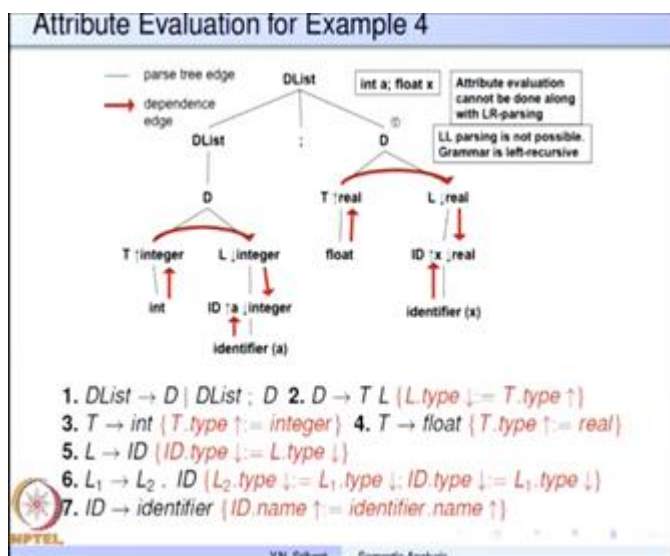 Attribute Evaluation for Example 4
parse tree edge
dependence
edge
DList
int a; float x
Attribute evaluation
cannot be done along
with LR-parsing
LL parsing is not possible.
Grammar is left-recursive
①
DList ; D
D
T ↑real L ↓real
T ↑integer L ↓integer
float ID ↑x ↓real
int ID ↑a ↓integer
identifier (x)
identifier (a)
1. DList → D | DList ; D 2. D → T L {L.type ↓:= T.type ↑}
3. T → int {T.type ↑:= integer} 4. T → float {T.type ↑:= real}
5. L → ID {ID.type ↓:= L.type ↓}
6. L₁ → L₂ , ID {L₂.type ↓:= L₁.type ↓; ID.type ↓:= L₁.type ↓}
7. ID → identifier {ID.name ↑:= identifier.name ↑}
NPTEL
Semantic Analysis